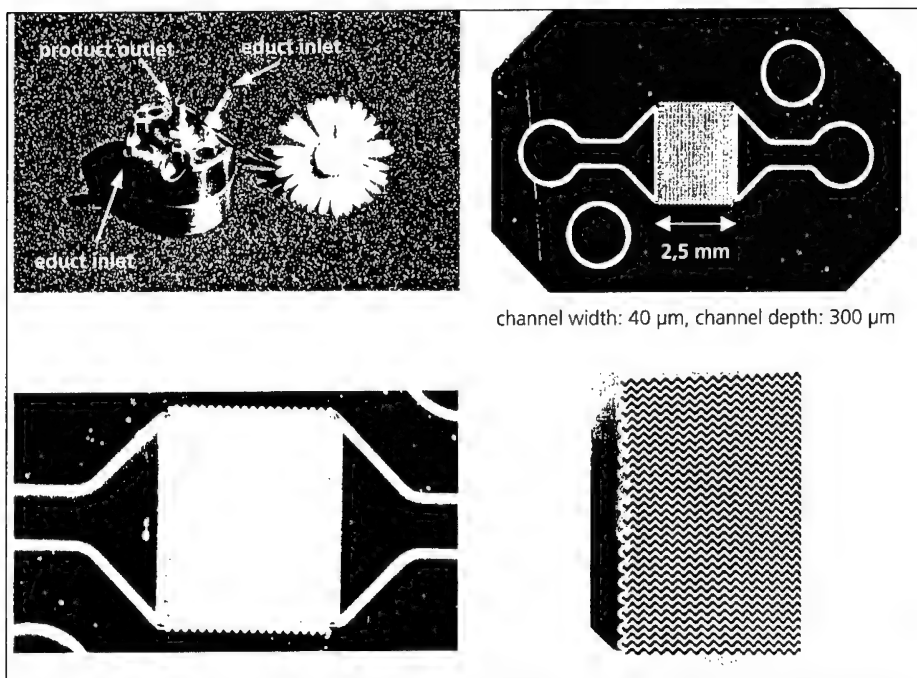 product outlet
educt inlet
educt inlet
2,5 mm
channel width: 40 µm, channel depth: 300 µm